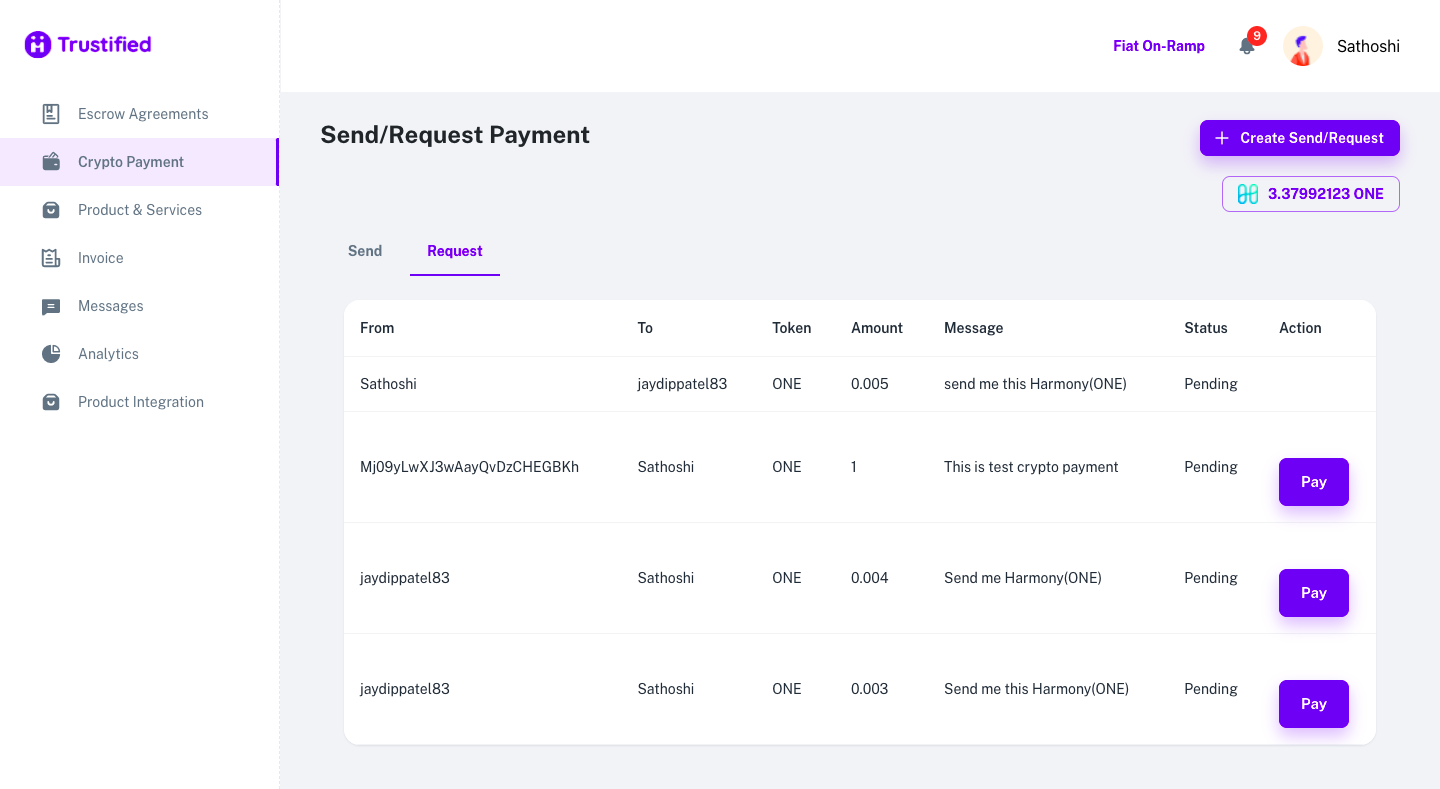 Trustified
Fiat On-Ramp
9
Sathoshi
Escrow Agreements
Crypto Payment
Product & Services
Invoice
Messages
Analytics
Product Integration
Send/Request Payment
Create Send/Request
3.37992123 ONE
Send Request
From To Token Amount Message Status Action
Sathoshi jaydippatel83 ONE 0.005 send me this Harmony(ONE) Pending
Mj09yLwXJ3wAayQvDzCHEGBKh Sathoshi ONE 1 This is test crypto payment Pending Pay
jaydippatel83 Sathoshi ONE 0.004 Send me Harmony(ONE) Pending Pay
jaydippatel83 Sathoshi ONE 0.003 Send me this Harmony(ONE) Pending Pay